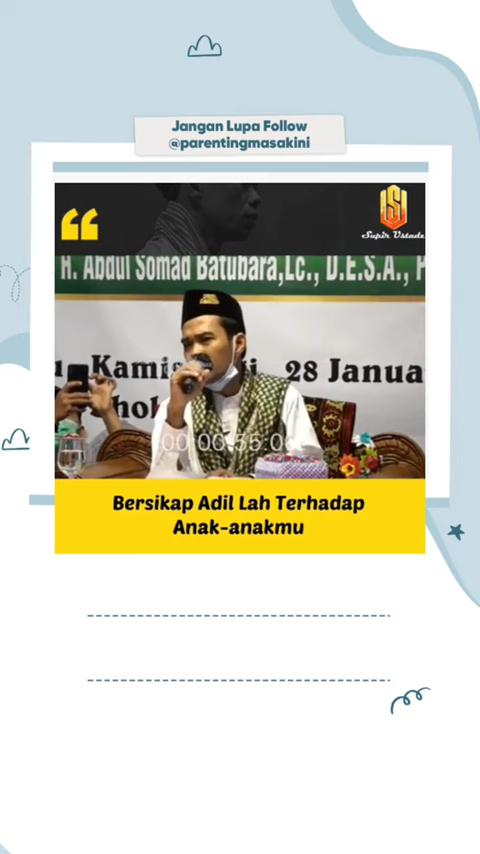 Jangan Lupa Follow
@parentingmasakini
Supir Ustadz
H. Abdul Somad Batubara,Lc., D.E.S.A., P
Kamis
28 Janua
00:00:55:00
Bersikap Adil Lah Terhadap
Anak-anakmu